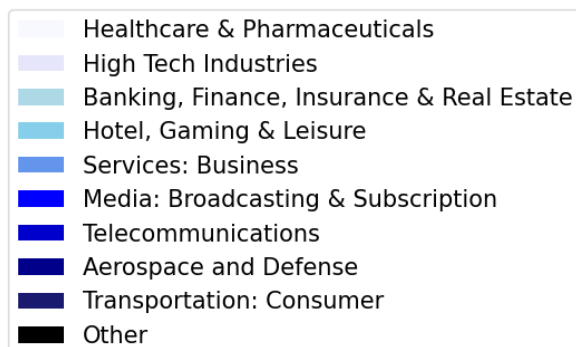 Healthcare & Pharmaceuticals
High Tech Industries
Banking, Finance, Insurance & Real Estate
Hotel, Gaming & Leisure
Services: Business
Media: Broadcasting & Subscription
Telecommunications
Aerospace and Defense
Transportation: Consumer
Other